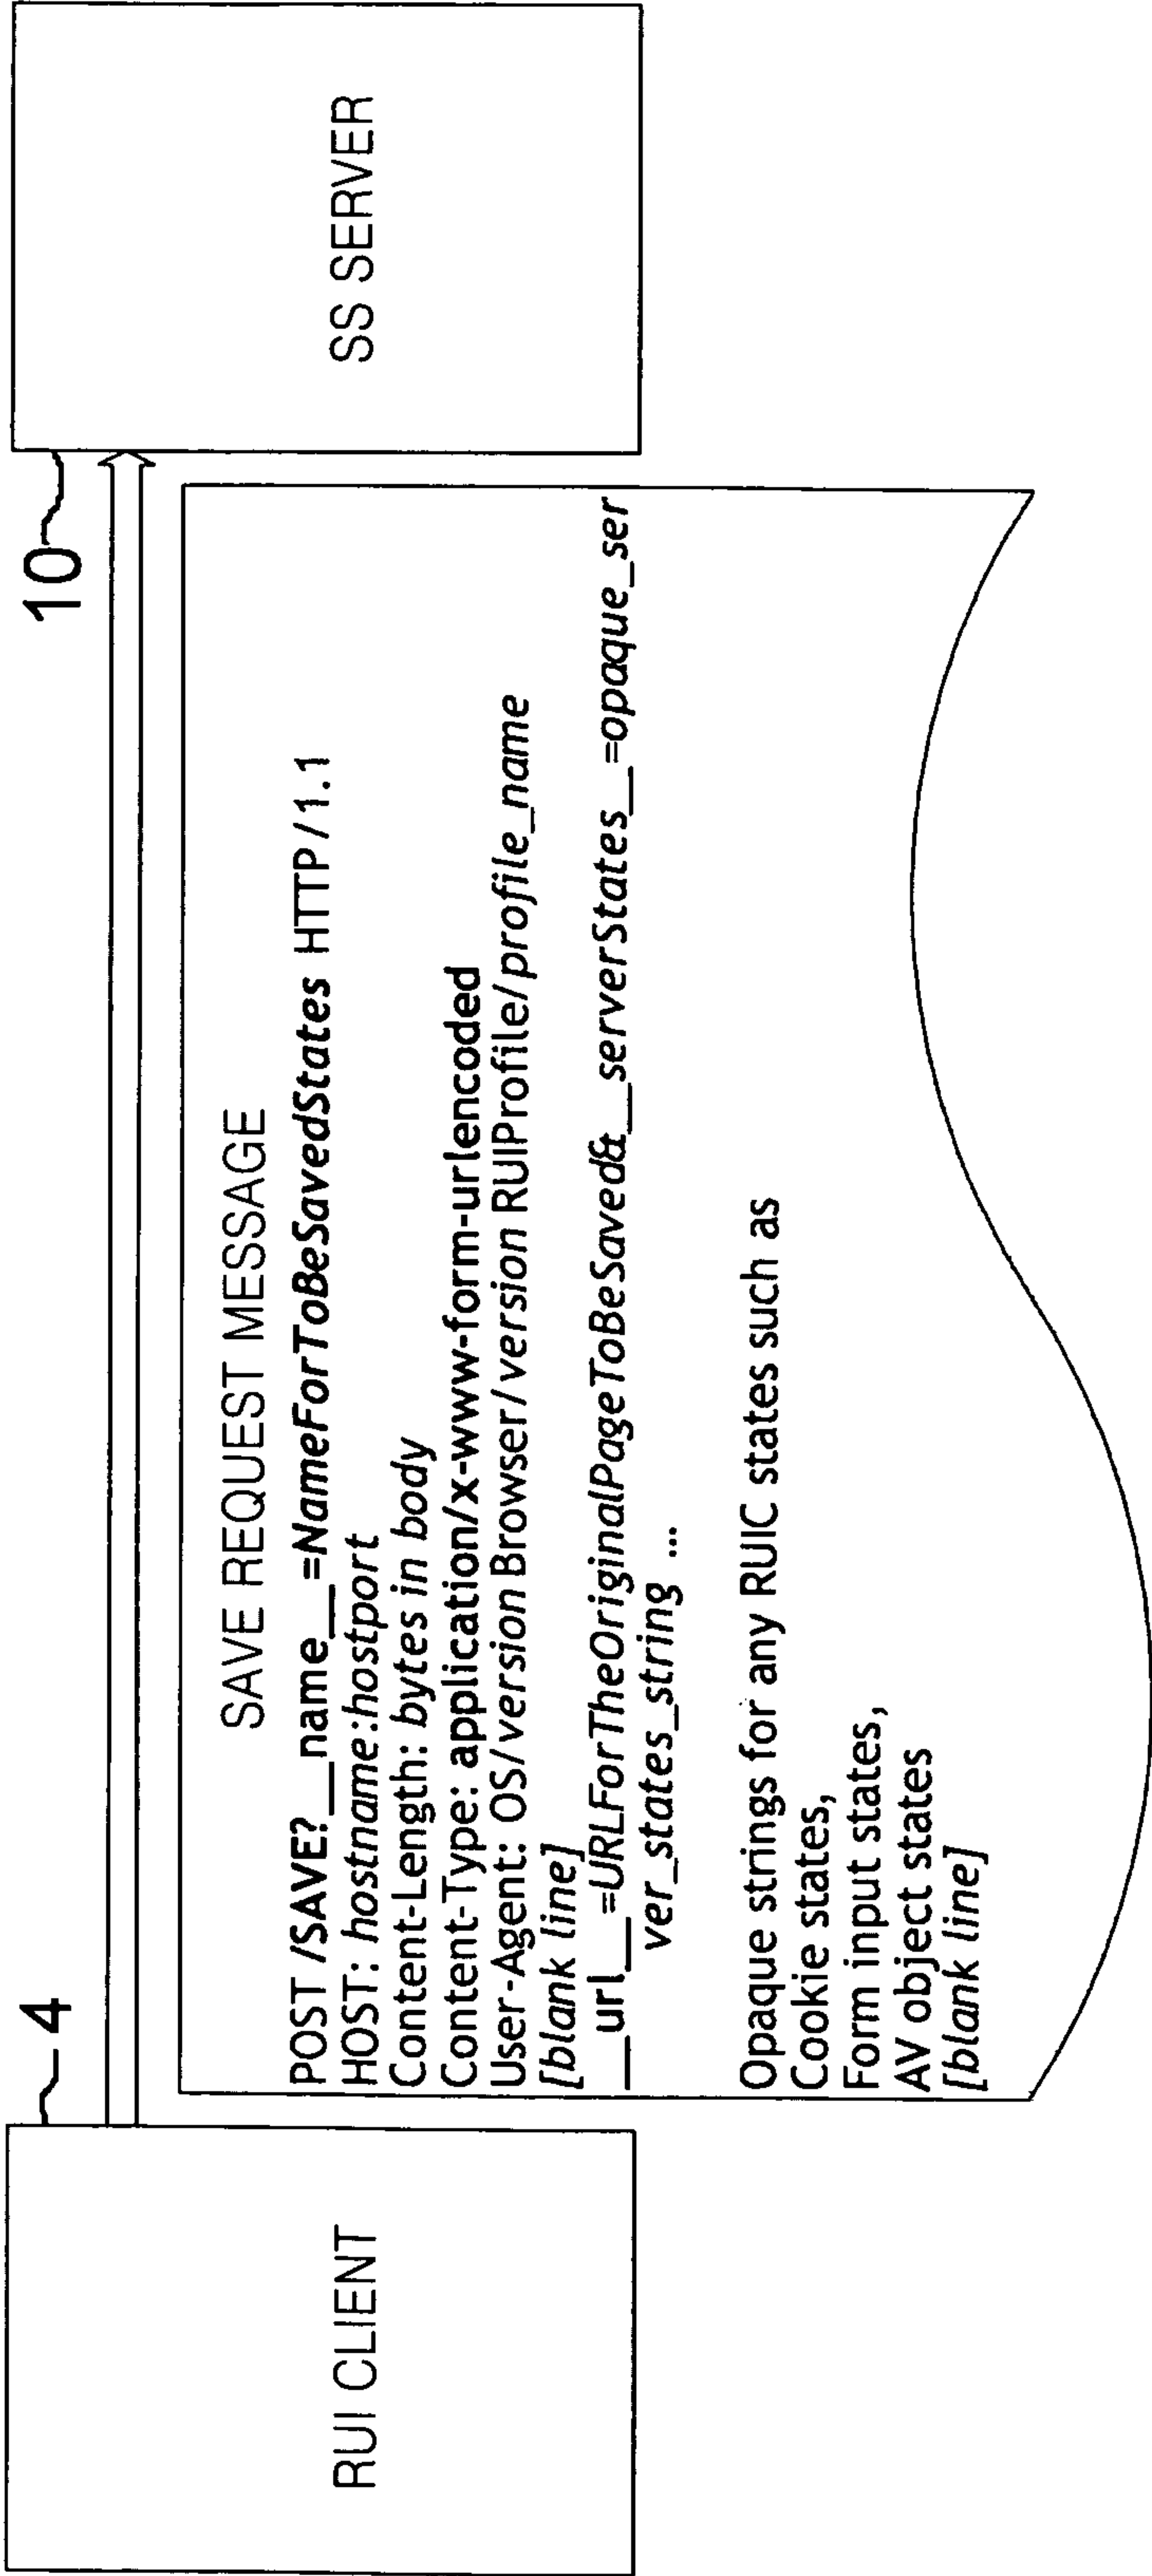 4
10
RUI CLIENT
SS SERVER
SAVE REQUEST MESSAGE
POST /SAVE?__name__=NameForToBeSavedStates HTTP/1.1
HOST: hostname:hostport
Content-Length: bytes in body
Content-Type: application/x-www-form-urlencoded
User-Agent: OS/version Browser/version RUIProfile/profile_name
[blank line]
__url__=URLForTheOriginalPageToBeSaved&__serverStates__=opaque_ser
ver_states_string ...
Opaque strings for any RUIC states such as
Cookie states,
Form input states,
AV object states
[blank line]